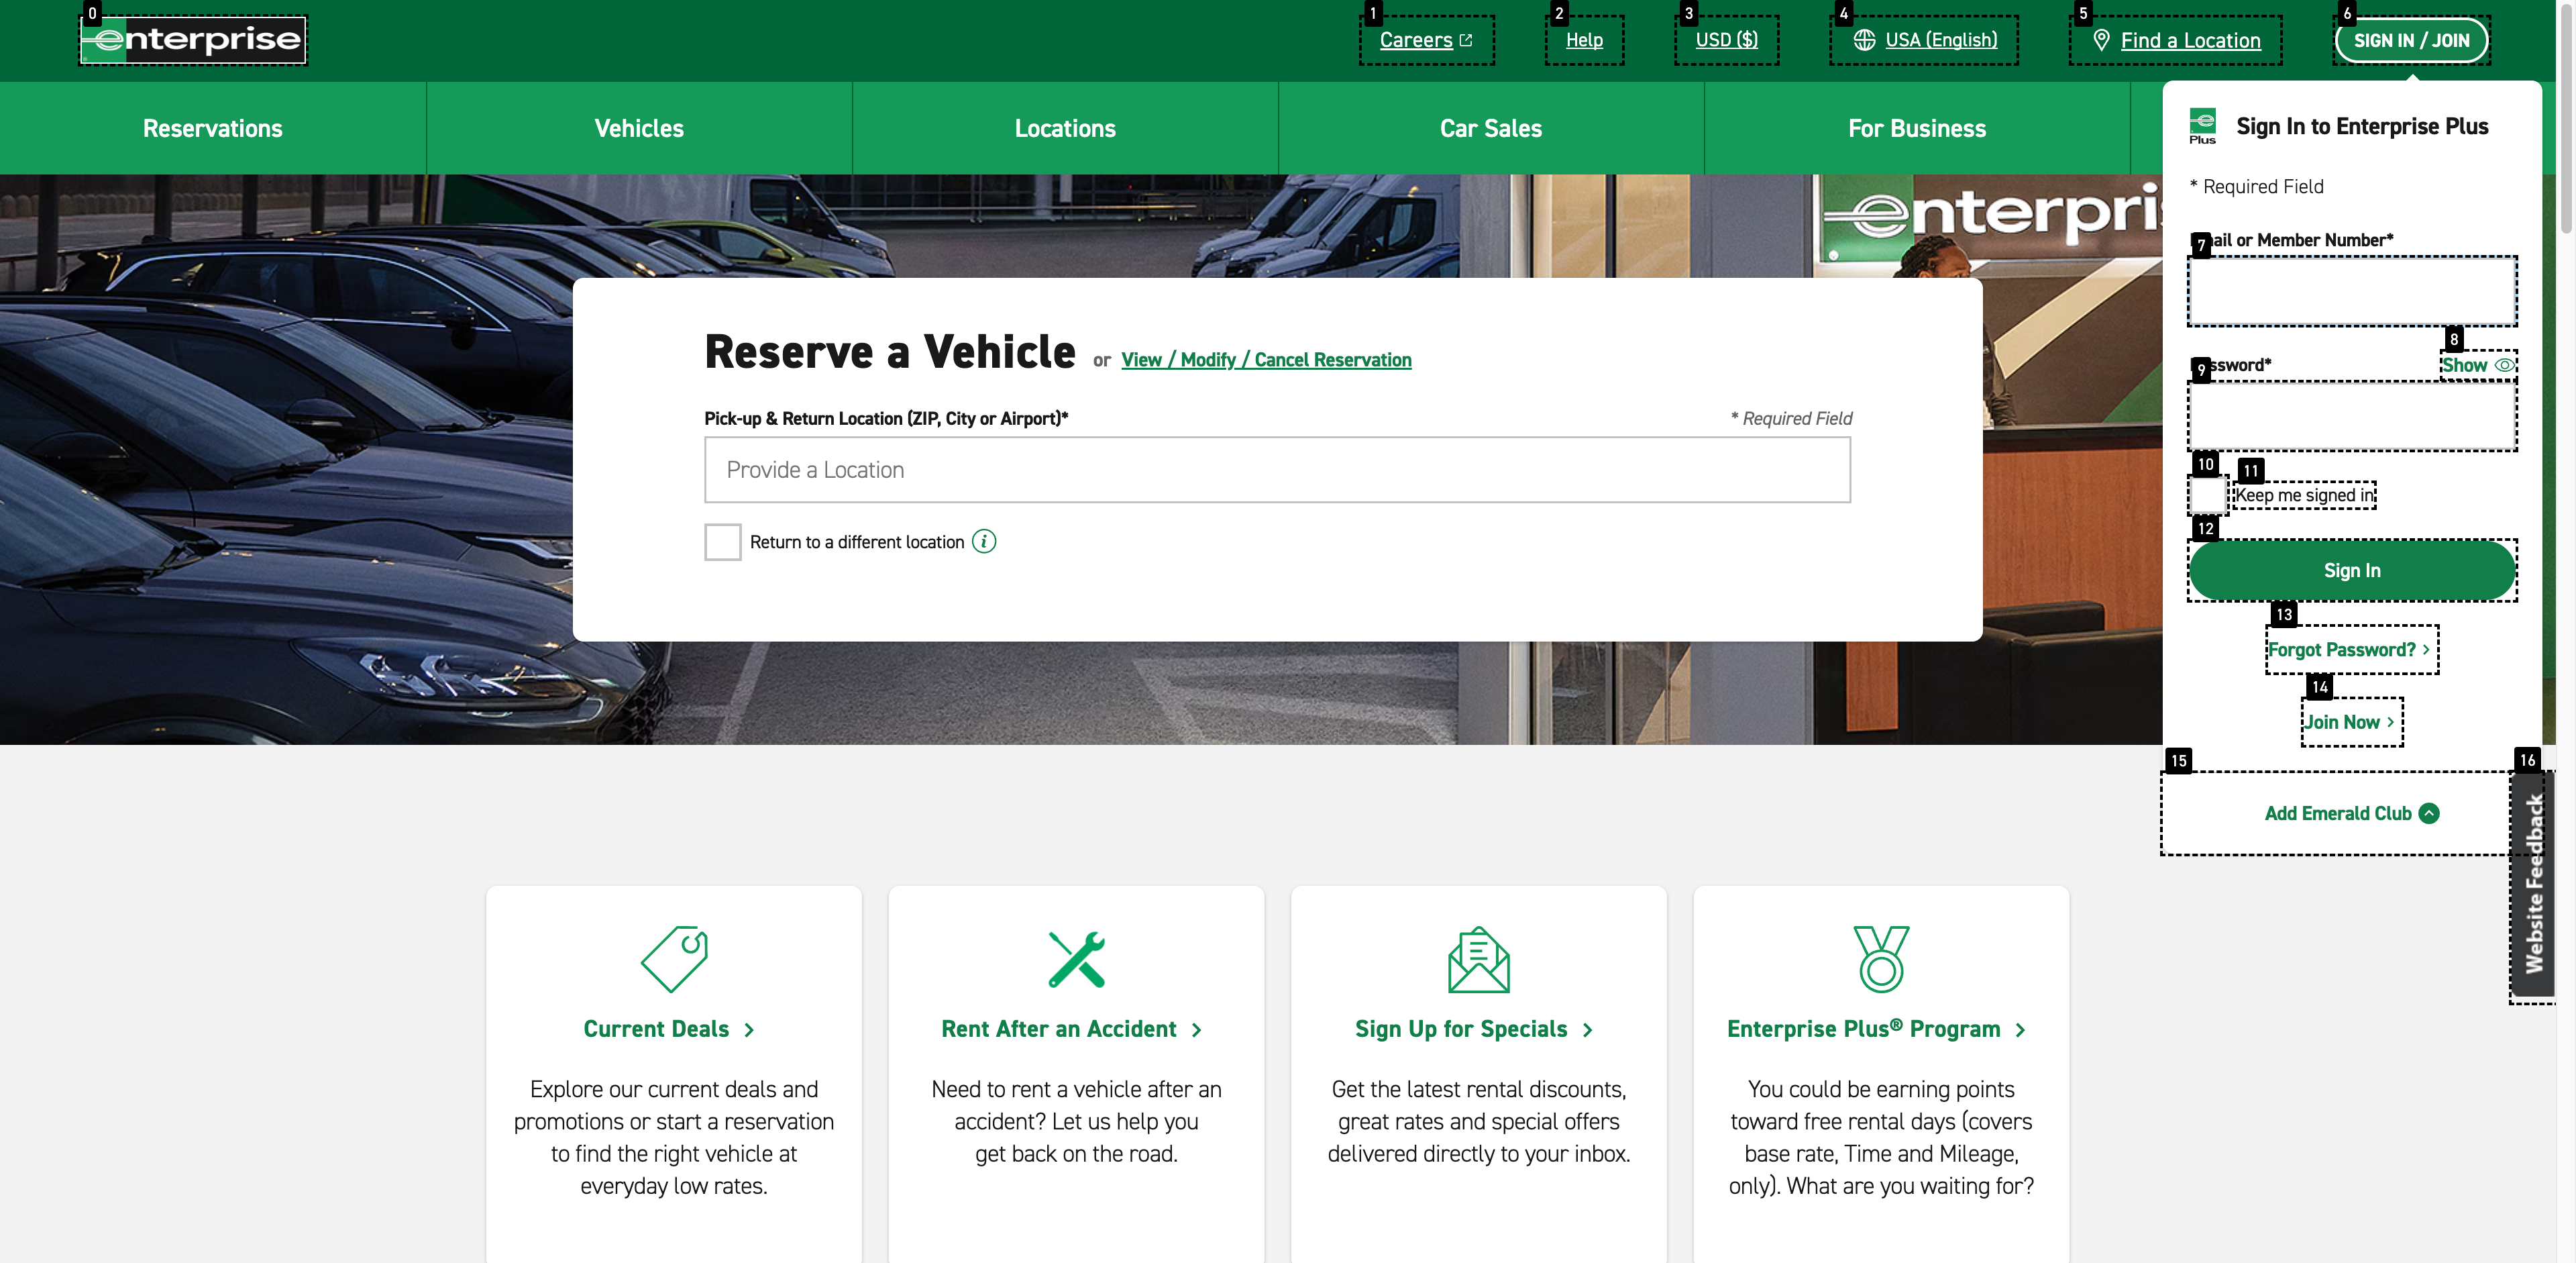 0
enterprise
1
Careers
2
Help
3
USD ($)
4
USA (English)
5
Find a Location
6
SIGN IN / JOIN
Reservations
Vehicles
Locations
Car Sales
For Business
Plus
Sign In to Enterprise Plus
* Required Field
7
ail or Member Number*
8
Show
9
ssword*
10
11
Keep me signed in
12
Sign In
13
Forgot Password?
14
Join Now
15
Add Emerald Club
16
Website Feedback
enterpri
Reserve a Vehicle or View / Modify / Cancel Reservation
Pick-up & Return Location (ZIP, City or Airport)*
* Required Field
Provide a Location
Return to a different location
Current Deals
Explore our current deals and
promotions or start a reservation
to find the right vehicle at
everyday low rates.
Rent After an Accident
Need to rent a vehicle after an
accident? Let us help you
get back on the road.
Sign Up for Specials
Get the latest rental discounts,
great rates and special offers
delivered directly to your inbox.
Enterprise Plus® Program
You could be earning points
toward free rental days (covers
base rate, Time and Mileage,
only). What are you waiting for?